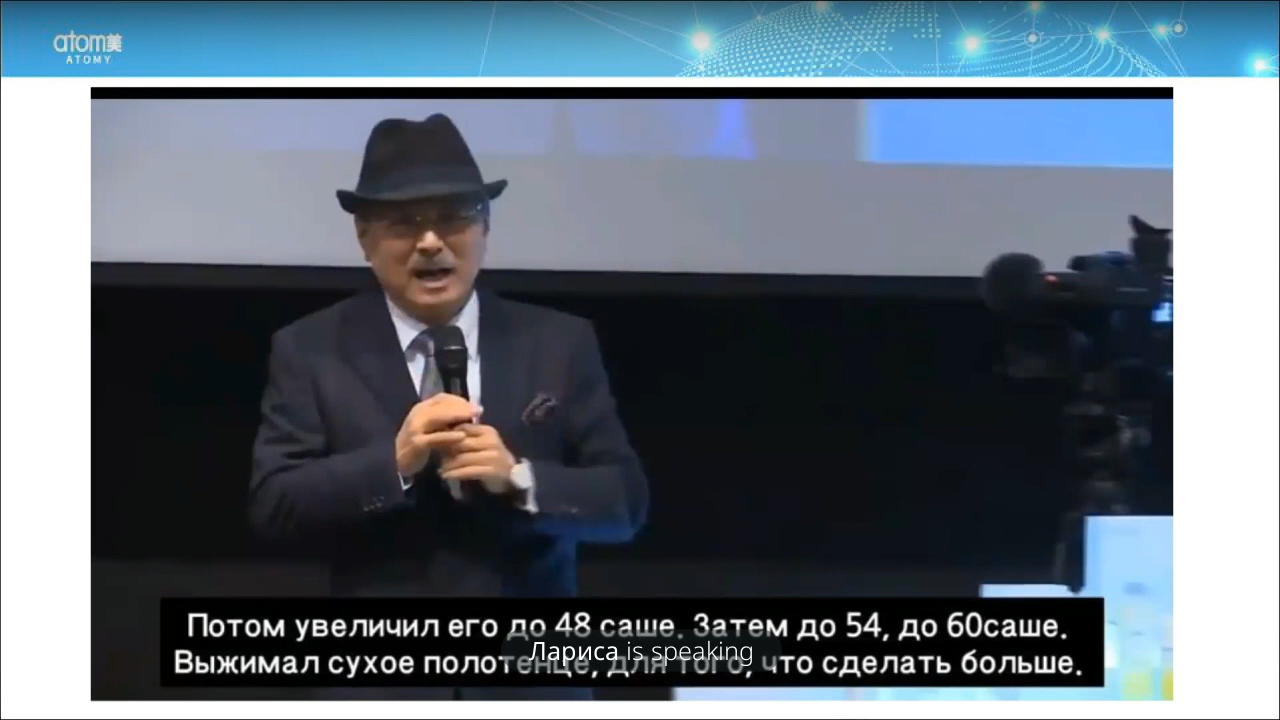 atom美
ATOMY
Потом увеличил его до 48 саше. Затем до 54, до 60саше.
Лариса is speaking
Выжимал сухое полотенце, для того, что сделать больше.